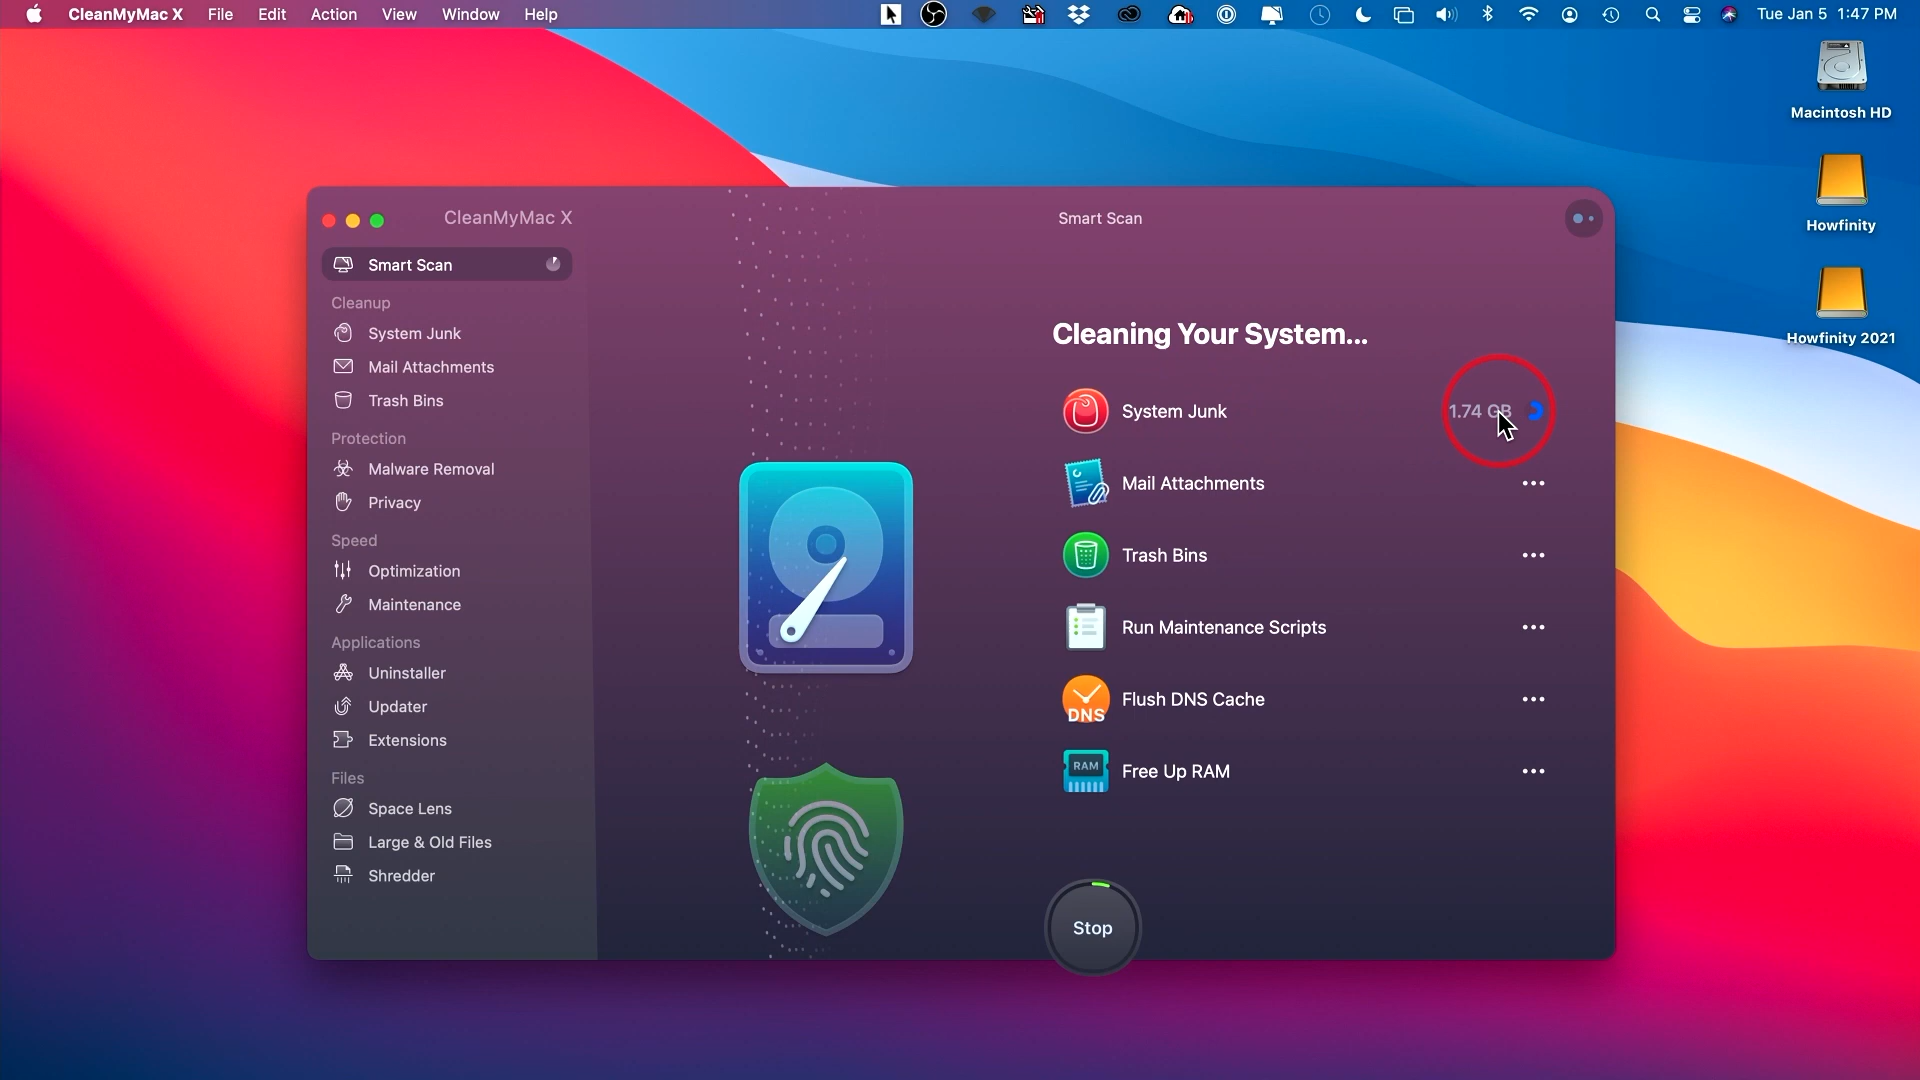 CleanMyMac X File Edit Action View Window Help Tue Jan 5 1:47 PM
Macintosh HD
Howfinity
Howfinity 2021
CleanMyMac X
Smart Scan
Smart Scan
Cleanup
System Junk
Mail Attachments
Trash Bins
Protection
Malware Removal
Privacy
Speed
Optimization
Maintenance
Applications
Uninstaller
Updater
Extensions
Files
Space Lens
Large & Old Files
Shredder
Cleaning Your System...
System Junk 1.74 GB
Mail Attachments
Trash Bins
Run Maintenance Scripts
DNS Flush DNS Cache
RAM Free Up RAM
Stop